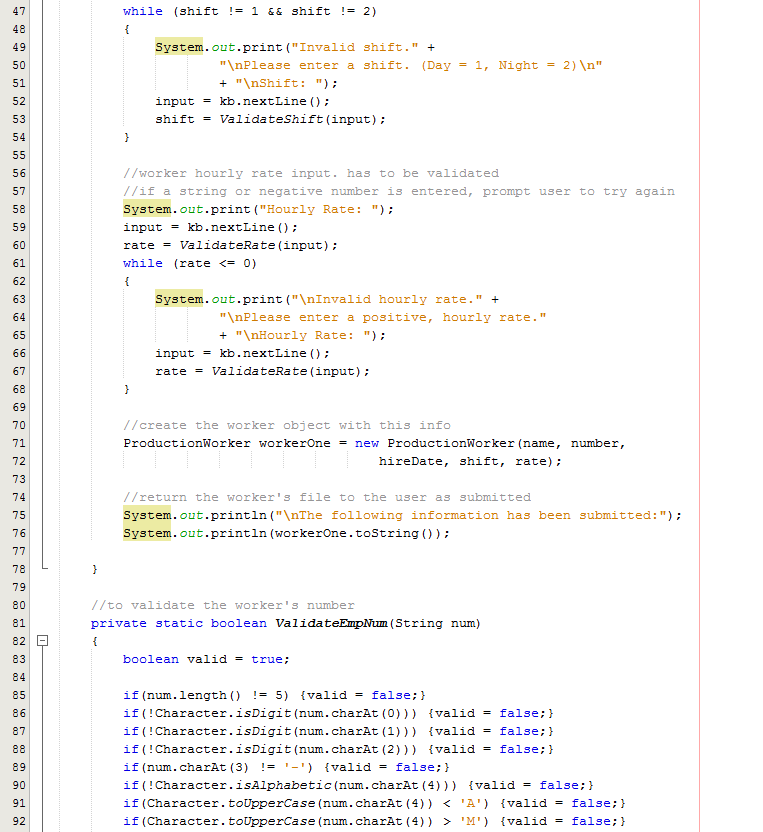 47 while (shift != 1 && shift != 2)
48 {
49 System.out.print("Invalid shift." +
50 "\nPlease enter a shift. (Day = 1, Night = 2)\n"
51 + "\nShift: ");
52 input = kb.nextLine();
53 shift = ValidateShift(input);
54 }
55
56 //worker hourly rate input. has to be validated
57 //if a string or negative number is entered, prompt user to try again
58 System.out.print("Hourly Rate: ");
59 input = kb.nextLine();
60 rate = ValidateRate(input);
61 while (rate <= 0)
62 {
63 System.out.print("\nInvalid hourly rate." +
64 "\nPlease enter a positive, hourly rate."
65 + "\nHourly Rate: ");
66 input = kb.nextLine();
67 rate = ValidateRate(input);
68 }
69
70 //create the worker object with this info
71 ProductionWorker workerOne = new ProductionWorker(name, number,
72 hireDate, shift, rate);
73
74 //return the worker's file to the user as submitted
75 System.out.println("\nThe following information has been submitted:");
76 System.out.println(workerOne.toString());
77
78 }
79
80 //to validate the worker's number
81 private static boolean ValidateEmpNum(String num)
82 {
83 boolean valid = true;
84
85 if(num.length() != 5) {valid = false;}
86 if(!Character.isDigit(num.charAt(0))) {valid = false;}
87 if(!Character.isDigit(num.charAt(1))) {valid = false;}
88 if(!Character.isDigit(num.charAt(2))) {valid = false;}
89 if(num.charAt(3) != '-') {valid = false;}
90 if(!Character.isAlphabetic(num.charAt(4))) {valid = false;}
91 if(Character.toUpperCase(num.charAt(4)) < 'A') {valid = false;}
92 if(Character.toUpperCase(num.charAt(4)) > 'M') {valid = false;}